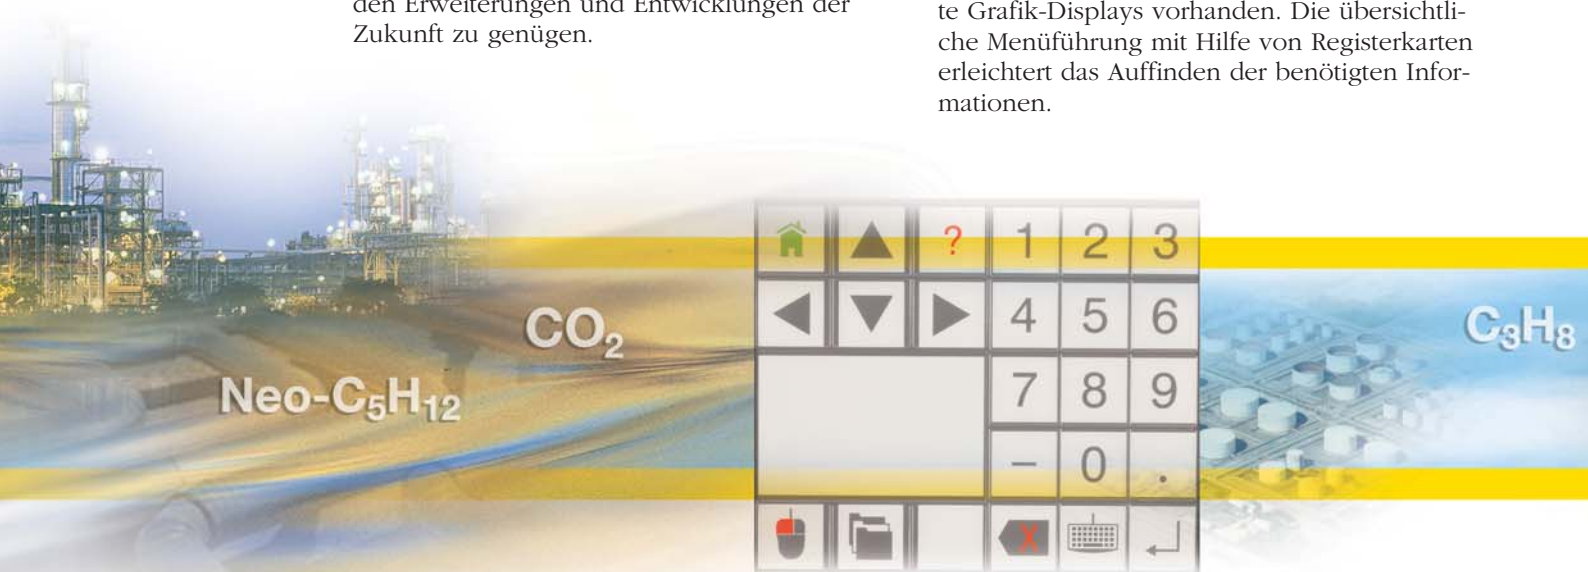 den Erweiterungen und Entwicklungen der
Zukunft zu genügen.
te Grafik-Displays vorhanden. Die übersichtli-
che Menüführung mit Hilfe von Registerkarten
erleichtert das Auffinden der benötigten Infor-
mationen.
? 1 2 3
4 5 6
CO₂
C₃H₈
Neo-C₅H₁₂
7 8 9
– 0 .
X